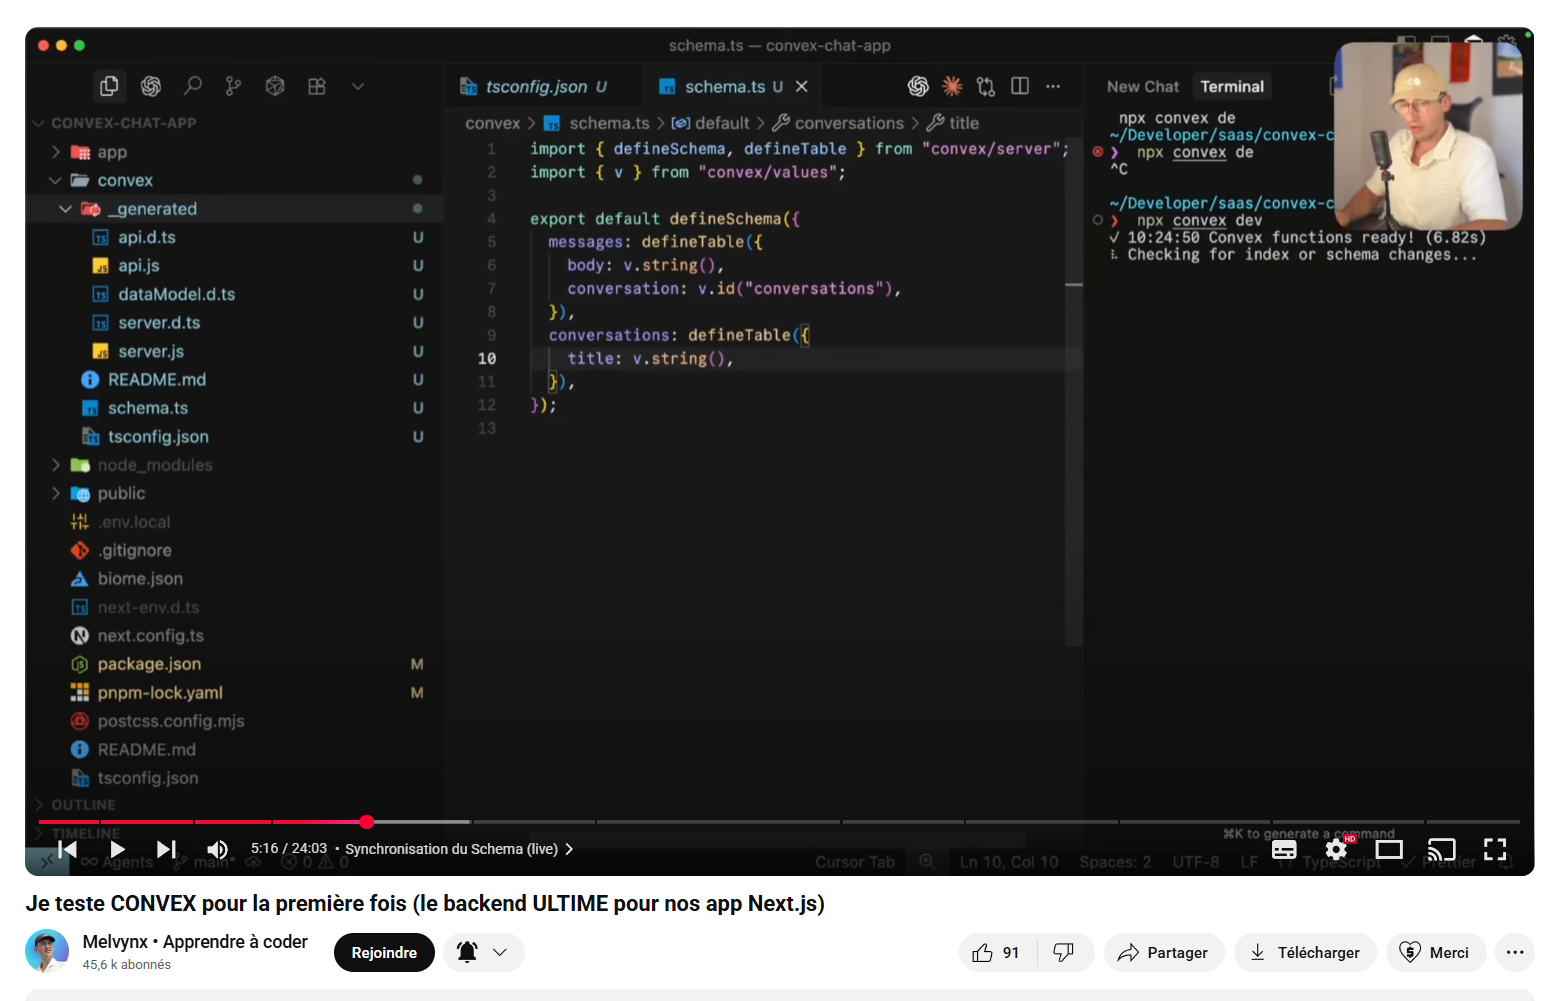 schema.ts — convex-chat-app
tsconfig.json U
schema.ts U
New Chat
Terminal
CONVEX-CHAT-APP
app
convex
_generated
api.d.ts U
api.js U
dataModel.d.ts U
server.d.ts U
server.js U
README.md U
schema.ts U
tsconfig.json U
node_modules
public
.env.local
.gitignore
biome.json
next-env.d.ts
next.config.ts
package.json M
pnpm-lock.yaml M
postcss.config.mjs
README.md
tsconfig.json
OUTLINE
TIMELINE
convex > schema.ts > default > conversations > title
1 import { defineSchema, defineTable } from "convex/server";
2 import { v } from "convex/values";
3
4 export default defineSchema({
5 messages: defineTable({
6 body: v.string(),
7 conversation: v.id("conversations"),
8 }),
9 conversations: defineTable({
10 title: v.string(),
11 }),
12 });
13
npx convex de
~/Developer/saas/convex-c
❯ npx convex de
^C
~/Developer/saas/convex-c
❯ npx convex dev
✓ 10:24:50 Convex functions ready! (6.82s)
Checking for index or schema changes...
⌘K to generate a command
5:16 / 24:03 • Synchronisation du Schema (live)
HD
Agents main* 0 0 Cursor Tab Ln 10, Col 10 Spaces: 2 UTF-8 LF {} TypeScript Prettier
Je teste CONVEX pour la première fois (le backend ULTIME pour nos app Next.js)
Melvynx • Apprendre à coder
45,6 k abonnés
Rejoindre
91
Partager
Télécharger
Merci